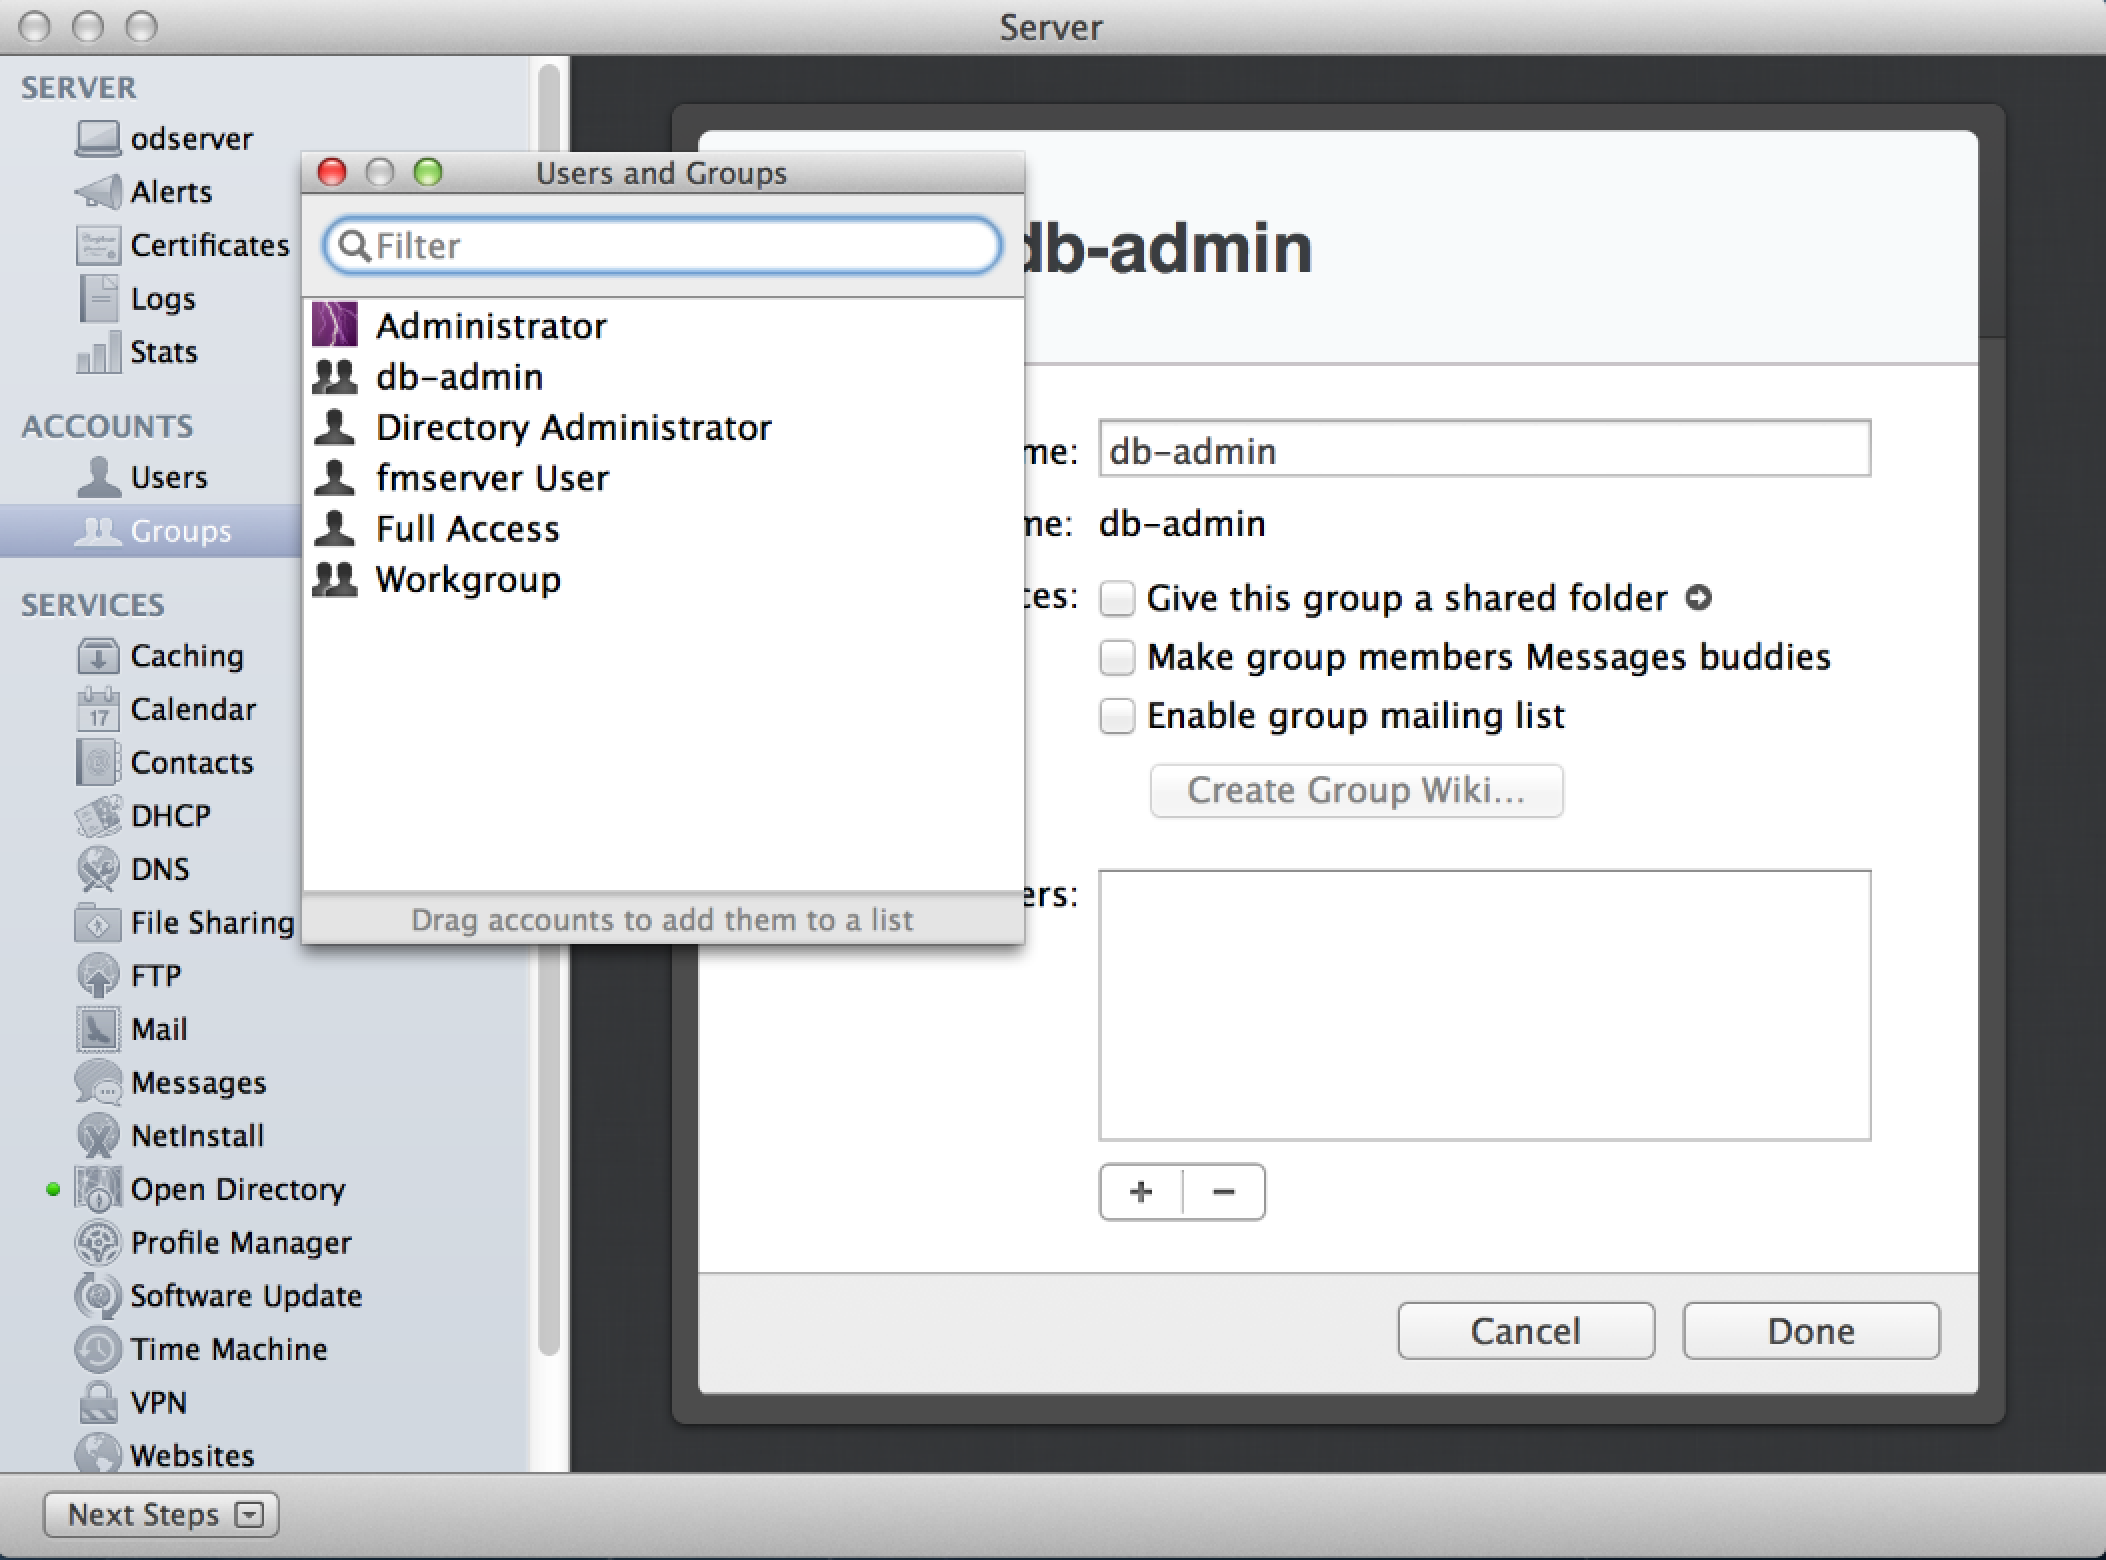 Server
SERVER
odserver
Alerts
Certificates
Logs
Stats
ACCOUNTS
Users
Groups
SERVICES
Caching
Calendar
17
Contacts
DHCP
DNS
File Sharing
FTP
Mail
Messages
NetInstall
Open Directory
Profile Manager
Software Update
Time Machine
VPN
Websites
Next Steps
Users and Groups
Filter
Administrator
db-admin
Directory Administrator
fmserver User
Full Access
Workgroup
Drag accounts to add them to a list
db-admin
me: db-admin
me: db-admin
ces: Give this group a shared folder
Make group members Messages buddies
Enable group mailing list
Create Group Wiki...
ers:
+ −
Cancel Done